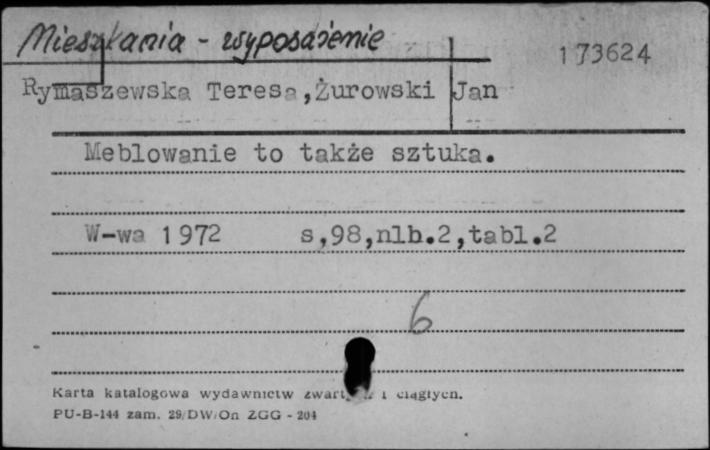 Mieszkania - wyposażenie
173624
Rymaszewska Teresa,Żurowski Jan
Meblowanie to także sztuka.
W-wa 1972 s,98,nlb.2,tabl.2
6
Karta katalogowa wydawnictw i ciągłych.
PU-B-144 zam. 29/DW/On ZGG - 204